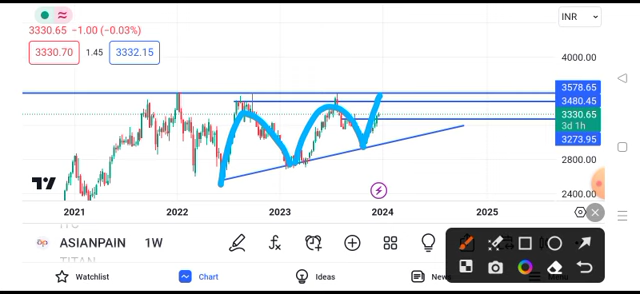 INR
3330.65 −1.00 (−0.03%)
3330.70 1.45 3332.15
4000.00
3578.65
3480.45
3330.65
3d 1h
3273.95
2800.00
2400.00
2021 2022 2023 2024 2025
ASIANPAIN 1W
TITAN
Watchlist Chart Ideas News